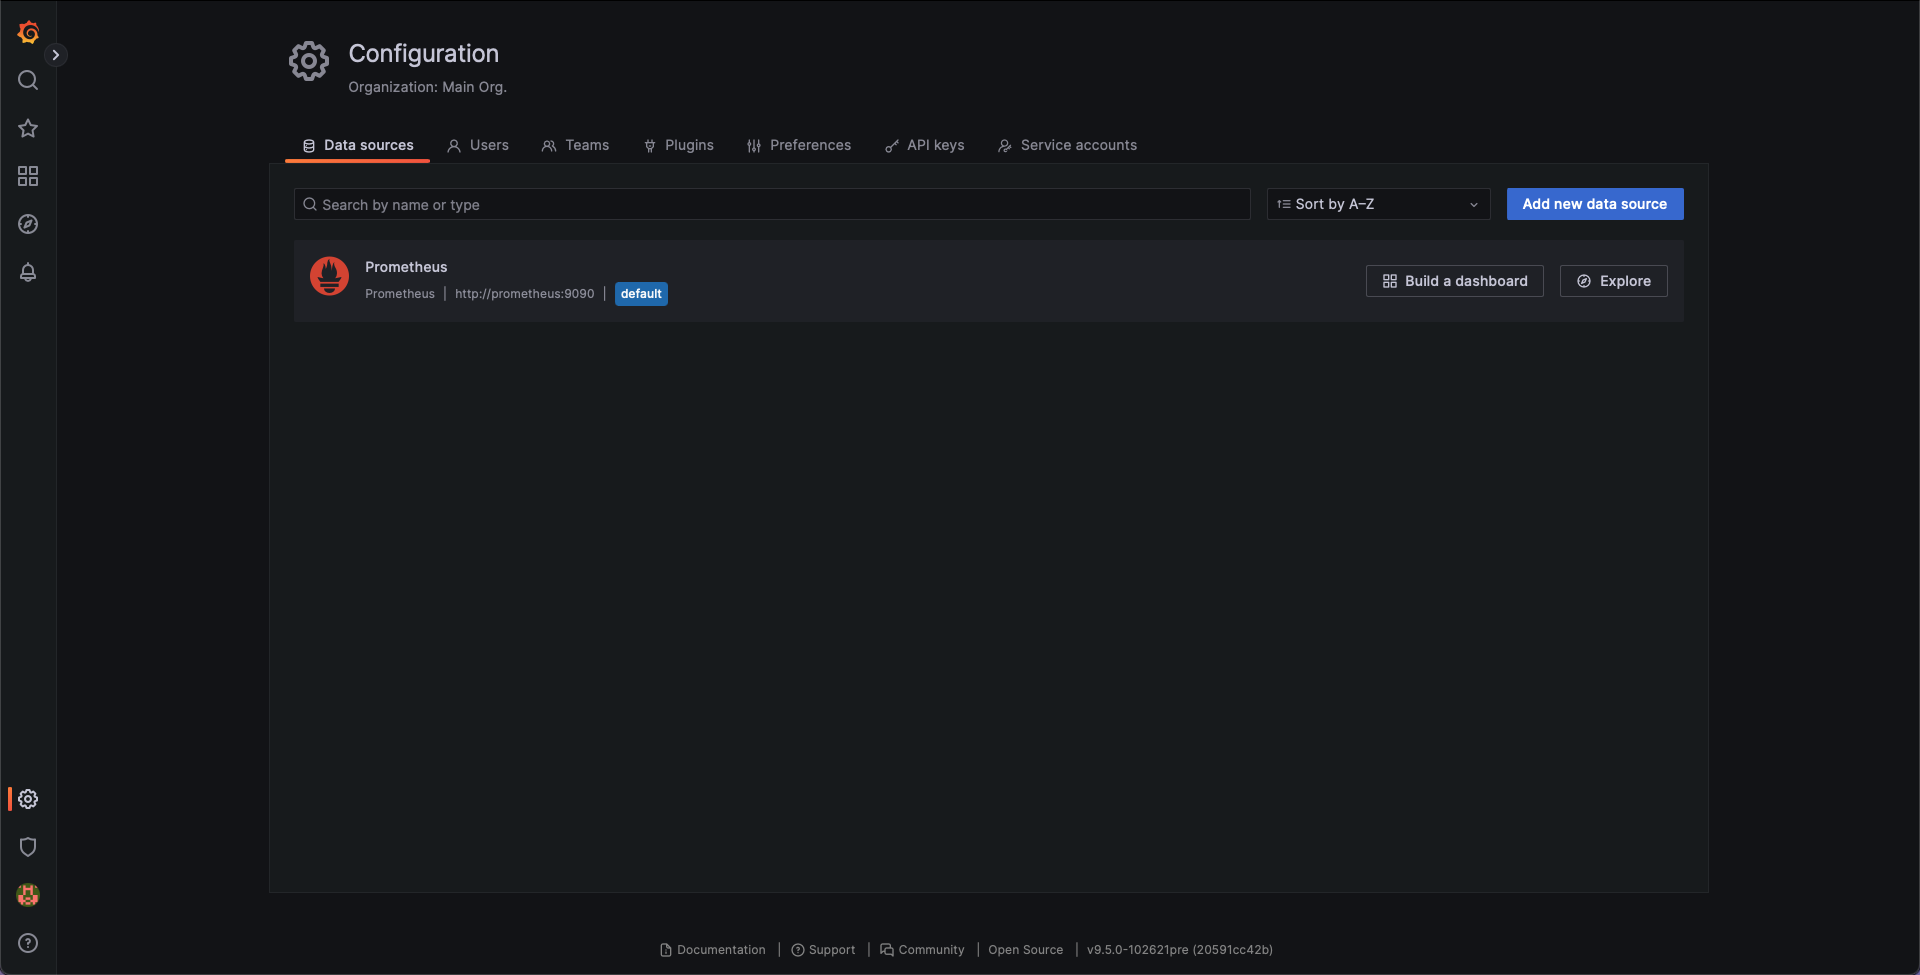 Configuration
Organization: Main Org.
Data sources
Users
Teams
Plugins
Preferences
API keys
Service accounts
Search by name or type
Sort by A–Z
Add new data source
Prometheus
Prometheus | http://prometheus:9090 | default
Build a dashboard
Explore
Documentation | Support | Community | Open Source | v9.5.0-102621pre (20591cc42b)